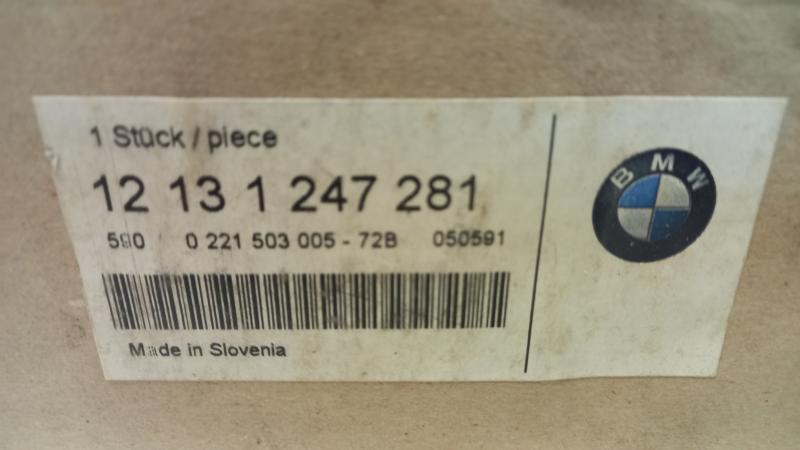 1 Stück / piece
12 13 1 247 281
590 0 221 503 005 - 72B 050591
Made in Slovenia
BMW